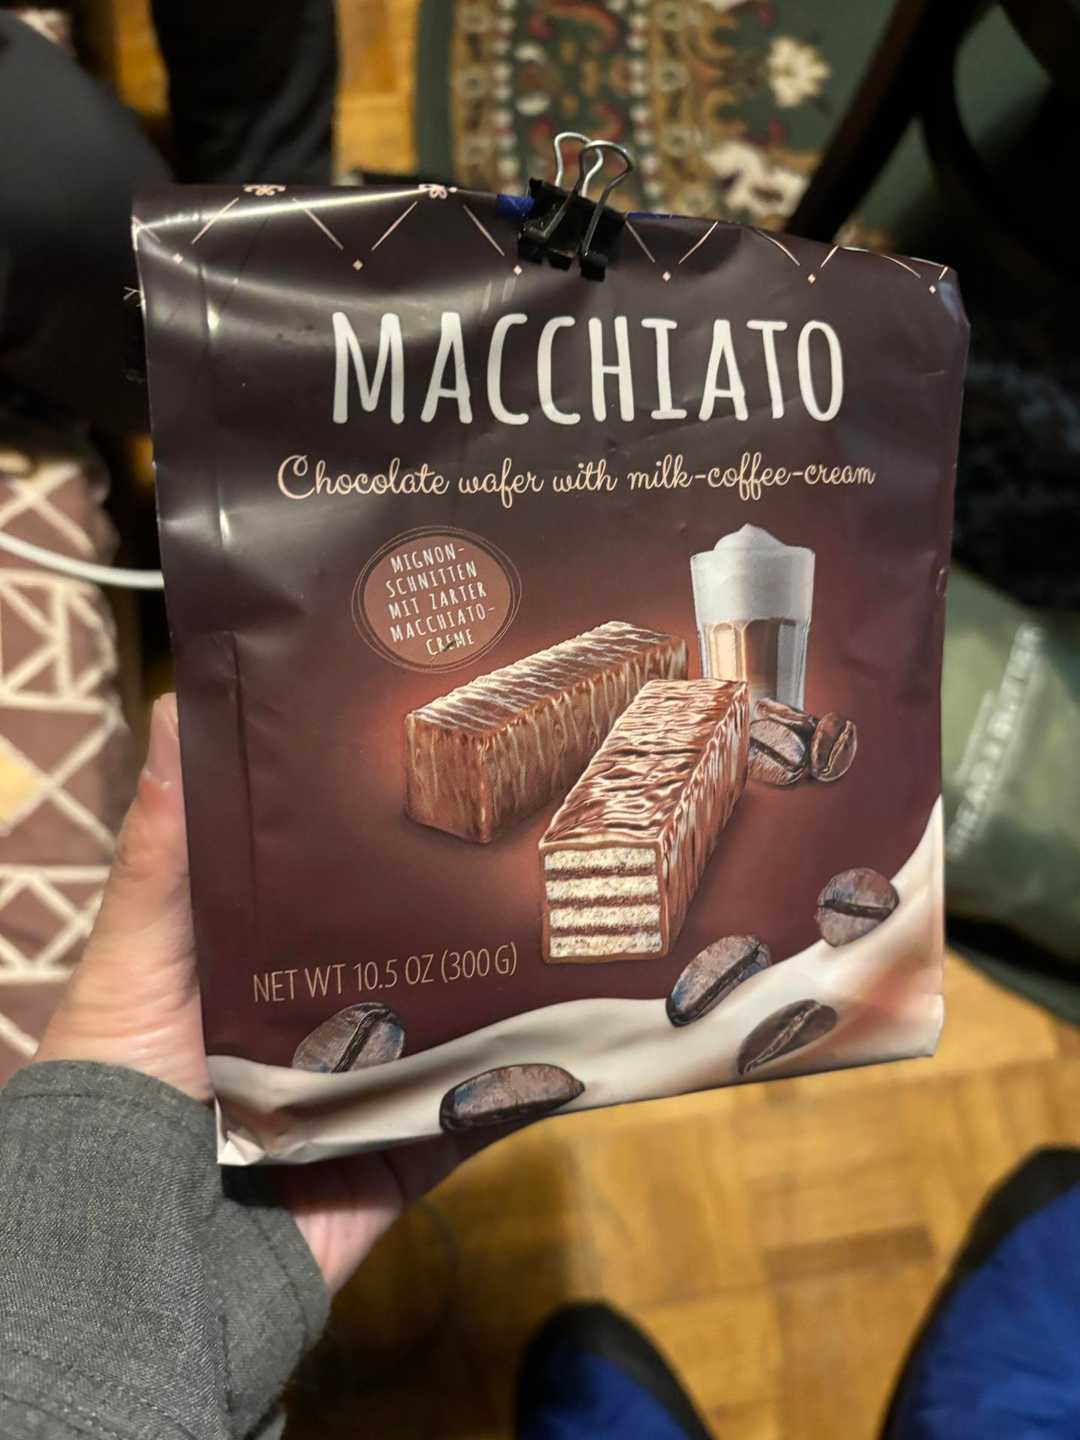 MACCHIATO
Chocolate wafer with milk-coffee-cream
MIGNON-
SCHNITTEN
MIT ZARTER
MACCHIATO-
CREME
NET WT 10.5 OZ (300 G)